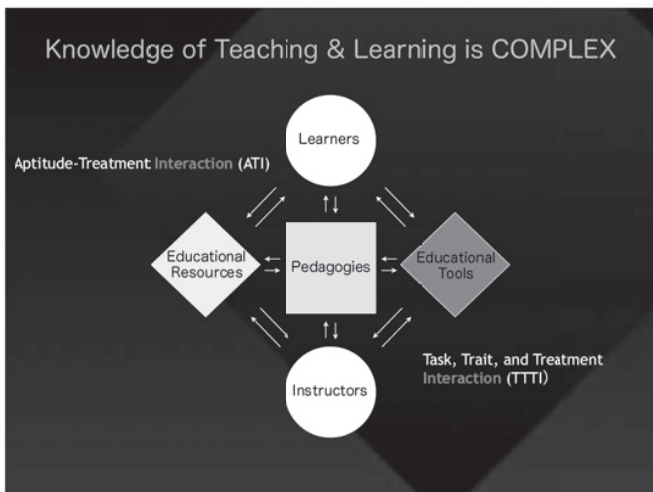 Knowledge of Teaching & Learning is COMPLEX
Learners
Aptitude-Treatment Interaction (ATI)
Educational
Resources
Pedagogies
Educational
Tools
Task, Trait, and Treatment
Interaction (TTTI)
Instructors